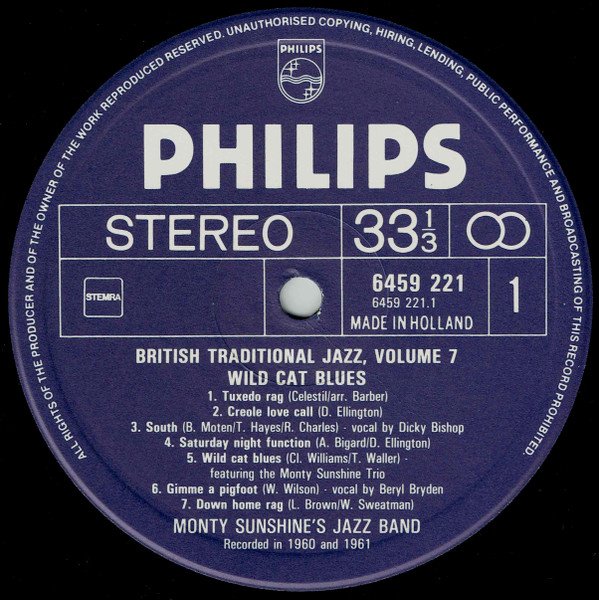 ALL RIGHTS OF THE PRODUCER AND OF THE OWNER OF THE WORK REPRODUCED RESERVED. UNAUTHORISED COPYING, HIRING, LENDING, PUBLIC PERFORMANCE AND BROADCASTING OF THIS RECORD PROHIBITED
PHILIPS
PHILIPS
STEREO
33 1/3
STEMRA
6459 221
6459 221.1
MADE IN HOLLAND
1
BRITISH TRADITIONAL JAZZ, VOLUME 7
WILD CAT BLUES
1. Tuxedo rag (Celestil/arr. Barber)
2. Creole love call (D. Ellington)
3. South (B. Moten/T. Hayes/R. Charles) - vocal by Dicky Bishop
4. Saturday night function (A. Bigard/D. Ellington)
5. Wild cat blues (Cl. Williams/T. Waller) -
featuring the Monty Sunshine Trio
6. Gimme a pigfoot (W. Wilson) - vocal by Beryl Bryden
7. Down home rag (L. Brown/W. Sweatman)
MONTY SUNSHINE'S JAZZ BAND
Recorded in 1960 and 1961